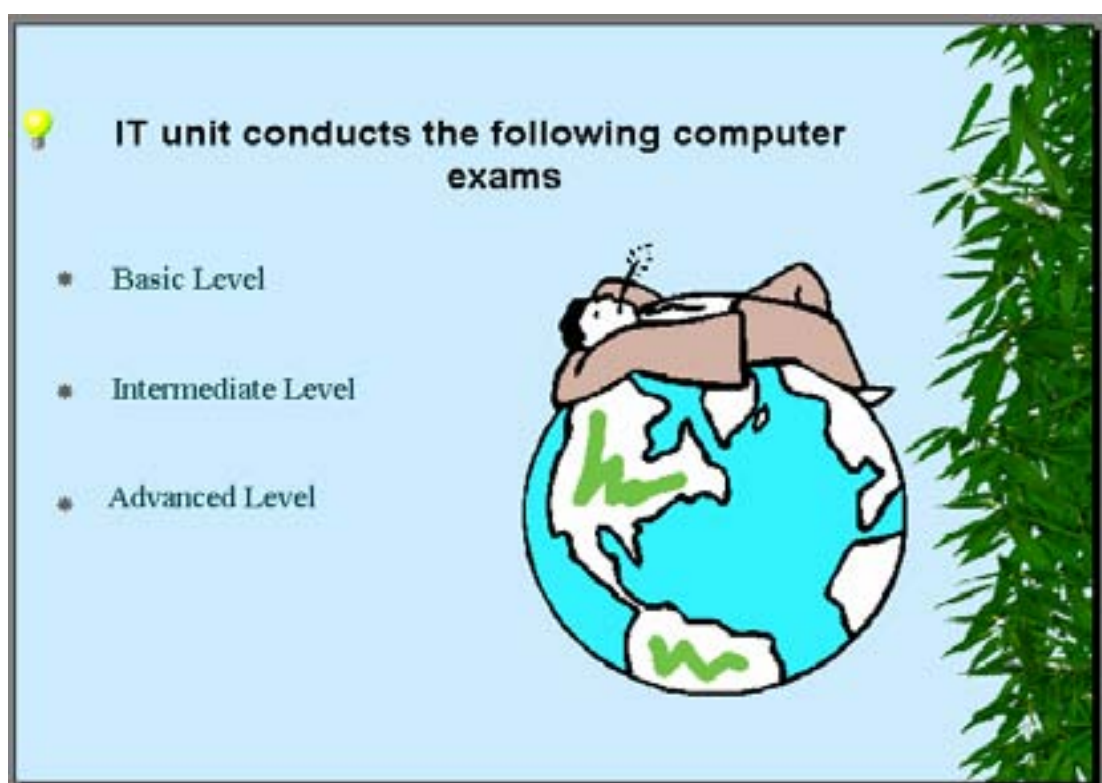 IT unit conducts the following computer
exams
Basic Level
Intermediate Level
Advanced Level